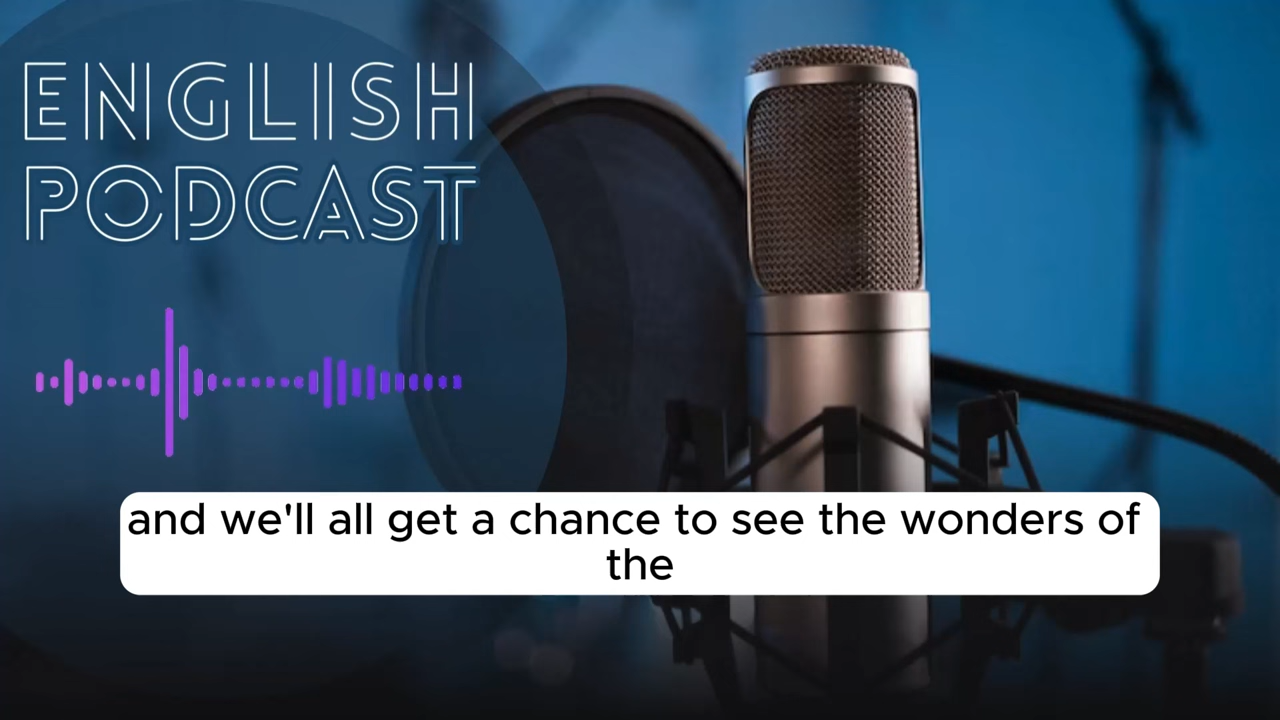 ENGLISH
PODCAST
and we'll all get a chance to see the wonders of
the